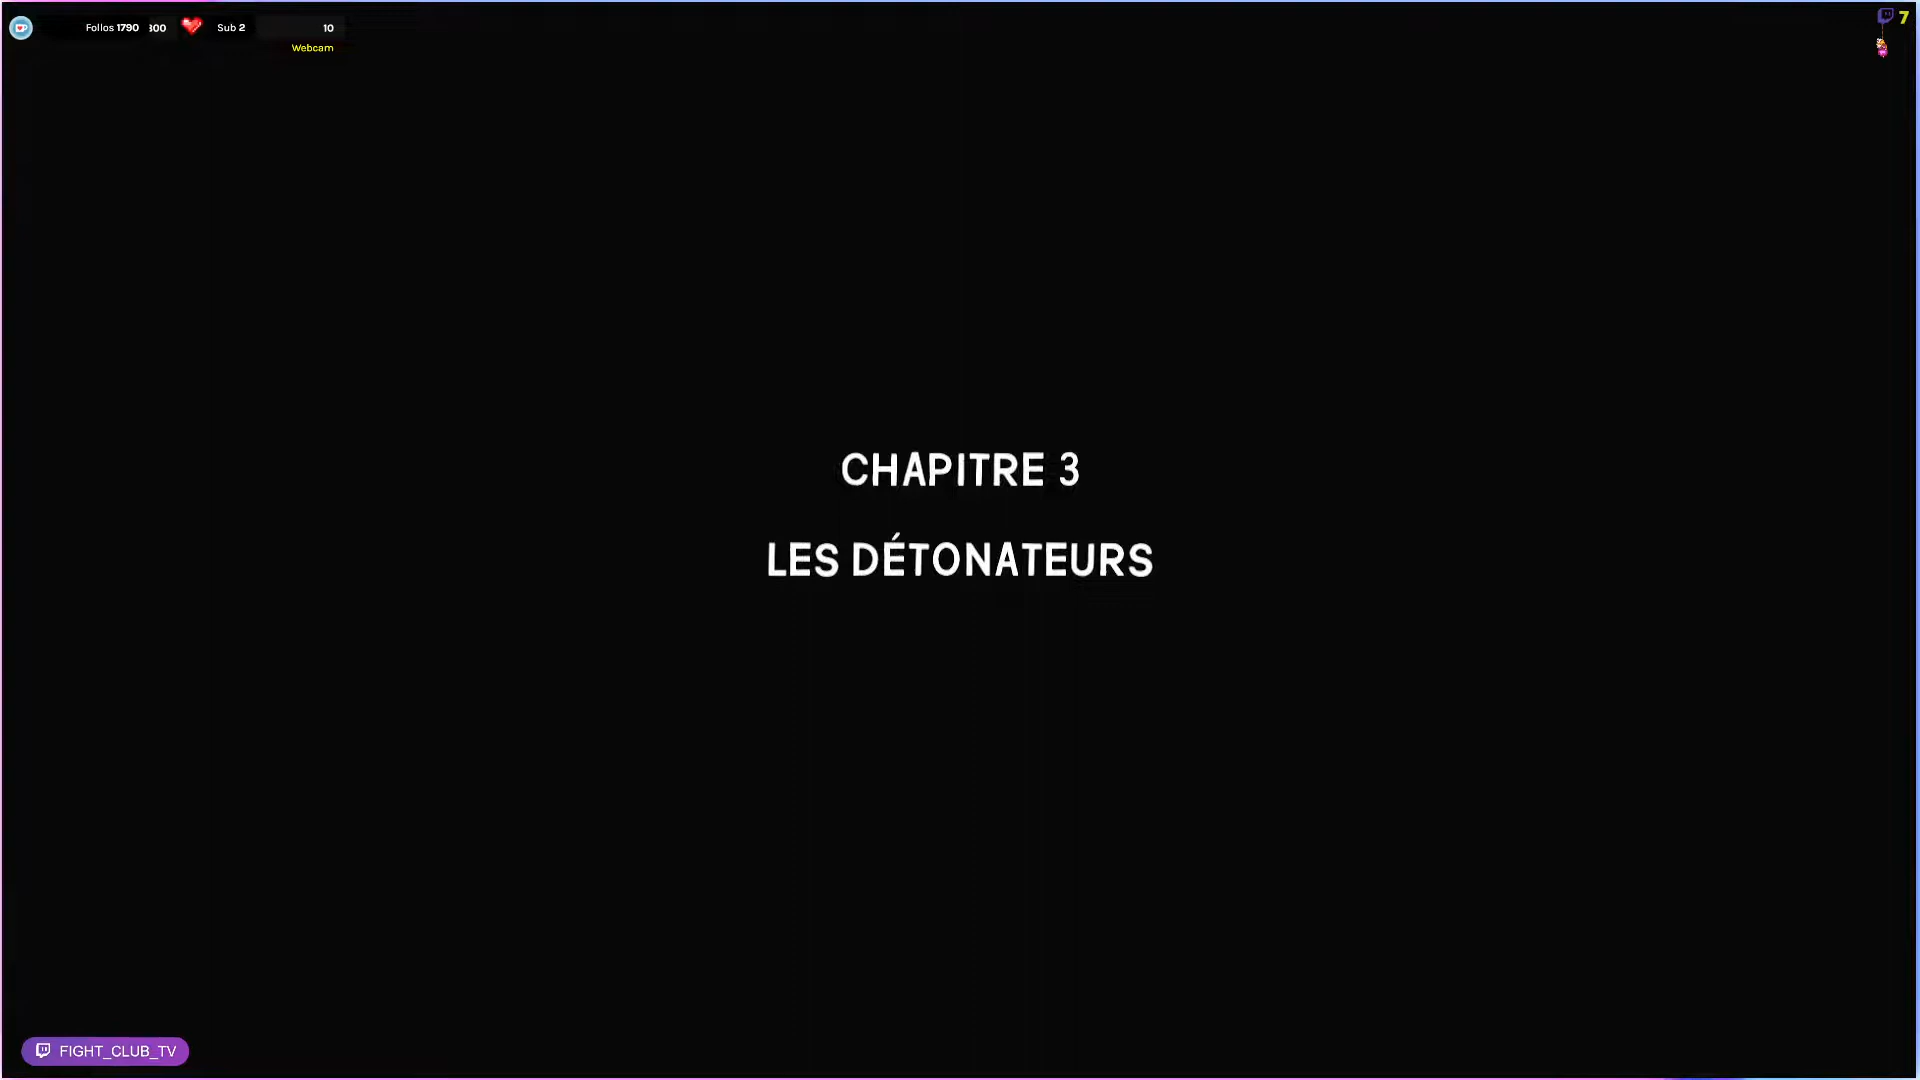 Follos 1790
Sub 2
10
Webcam
7
CHAPITRE 3
LES DÉTONATEURS
FIGHT_CLUB_TV